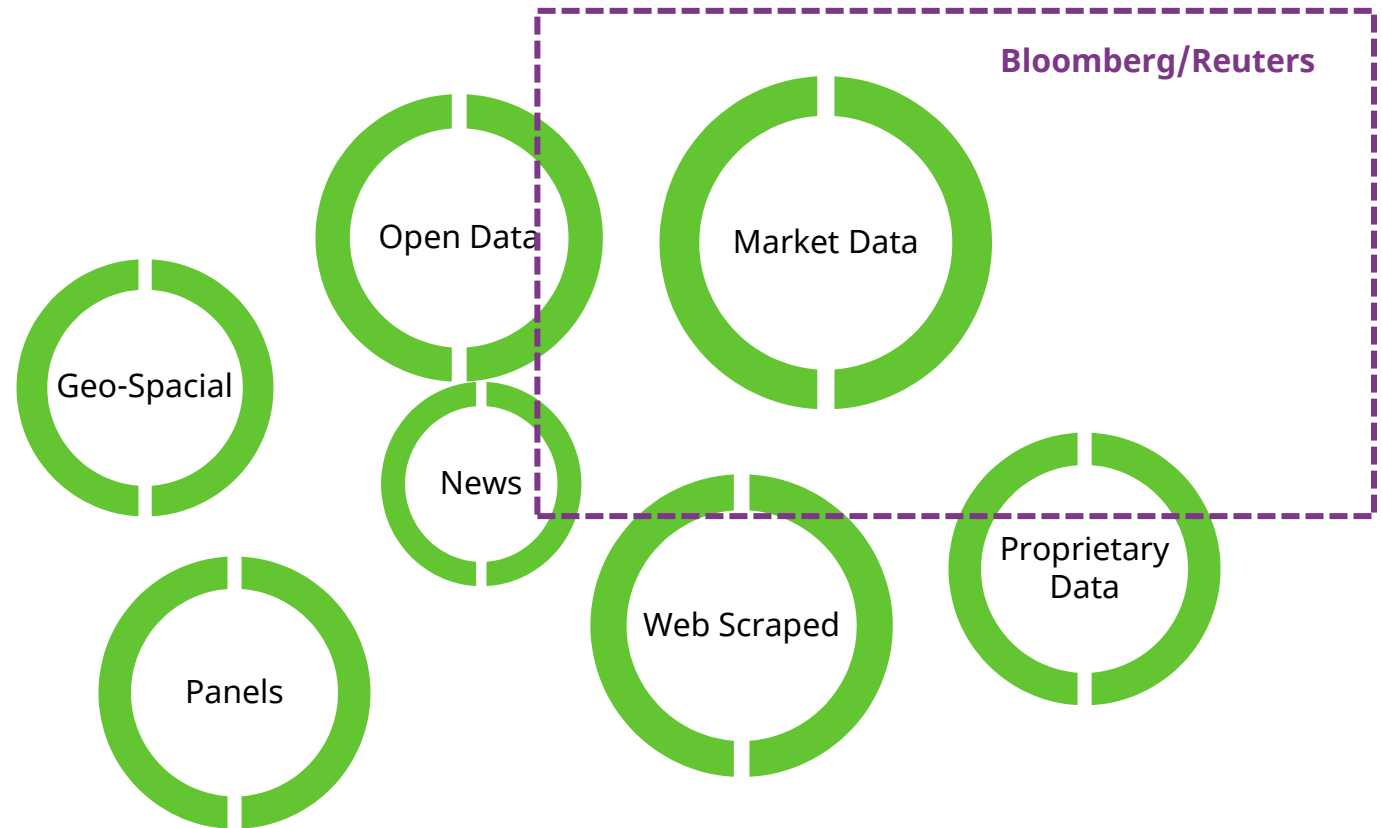 Bloomberg/Reuters
Open Data
Market Data
Geo-Spacial
News
Proprietary
Data
Web Scraped
Panels